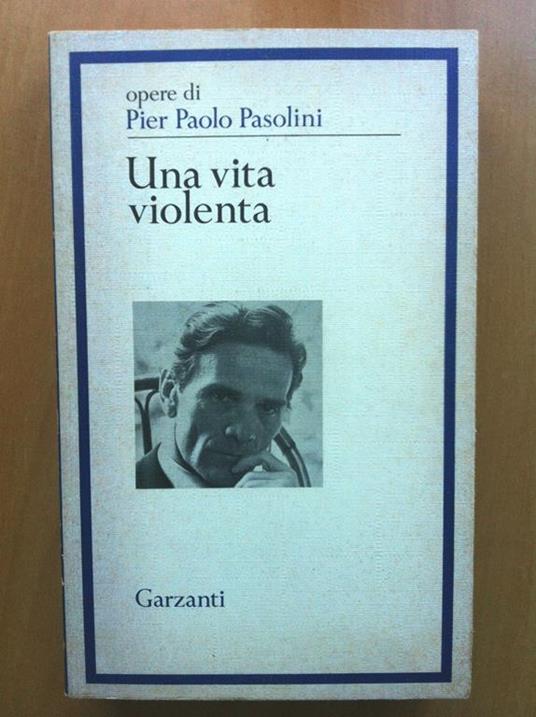 opere di
Pier Paolo Pasolini
Una vita
violenta
Garzanti